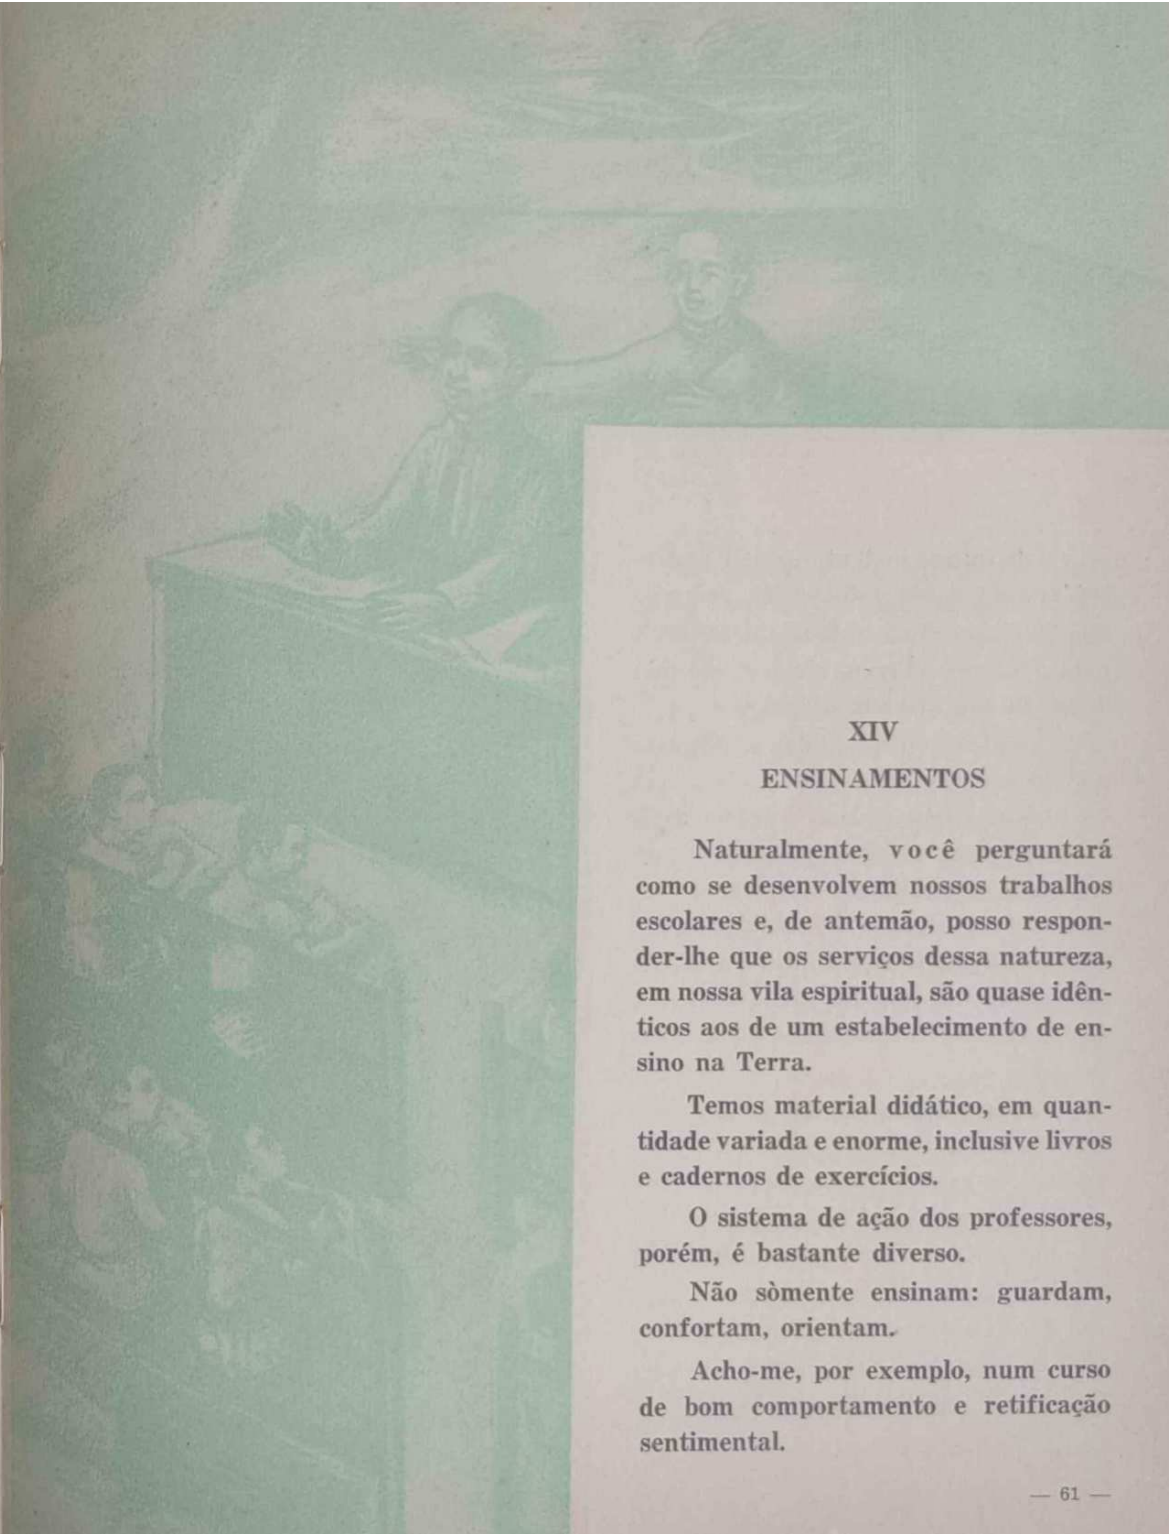 XIV
ENSINAMENTOS
Naturalmente, você perguntará
como se desenvolvem nossos trabalhos
escolares e, de antemão, posso respon-
der-lhe que os serviços dessa natureza,
em nossa vila espiritual, são quase idên-
ticos aos de um estabelecimento de en-
sino na Terra.
Temos material didático, em quan-
tidade variada e enorme, inclusive livros
e cadernos de exercícios.
O sistema de ação dos professores,
porém, é bastante diverso.
Não sòmente ensinam: guardam,
confortam, orientam.
Acho-me, por exemplo, num curso
de bom comportamento e retificação
sentimental.
— 61 —